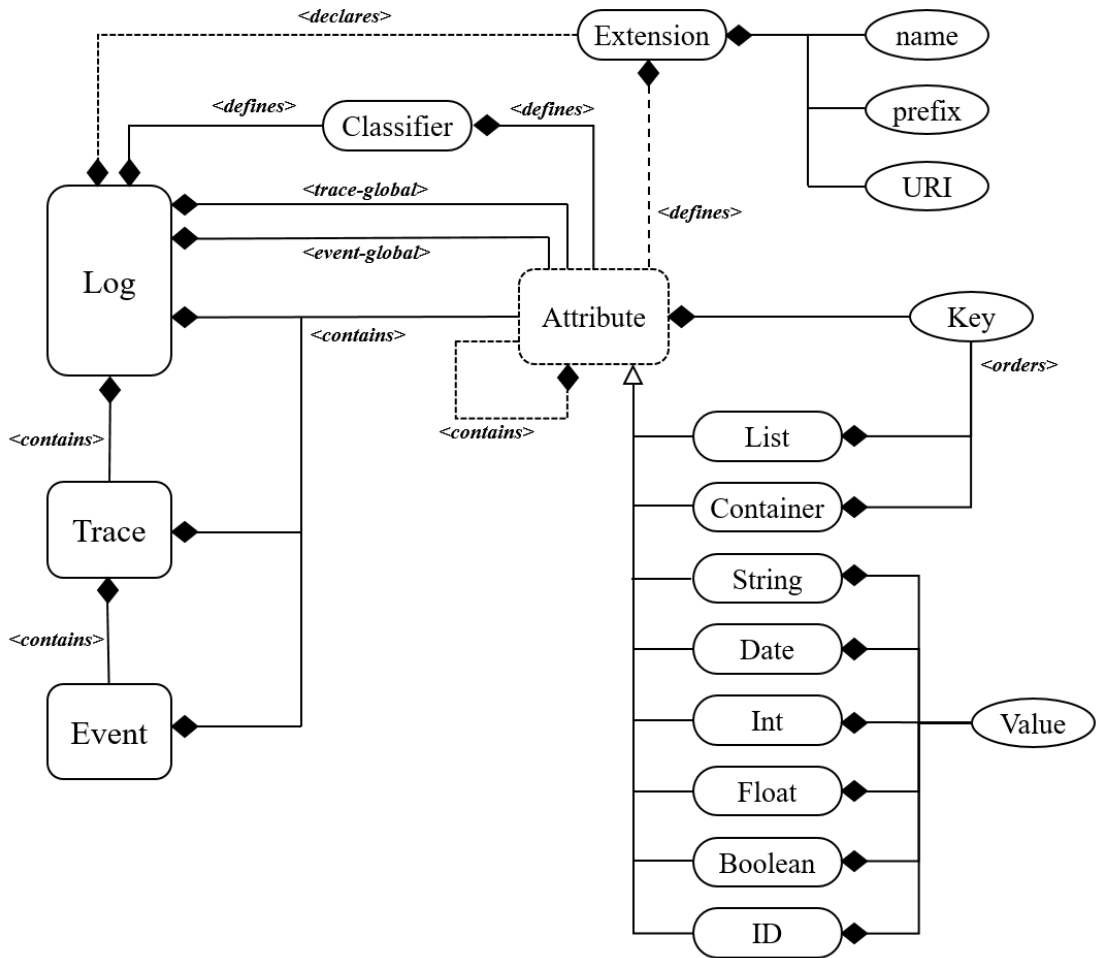 <declares>
Extension
name
<defines>
Classifier
<defines>
prefix
URI
<trace-global>
<defines>
<event-global>
Log
Attribute
Key
<contains>
<orders>
<contains>
<contains>
List
Container
Trace
String
<contains>
Date
Event
Int
Value
Float
Boolean
ID